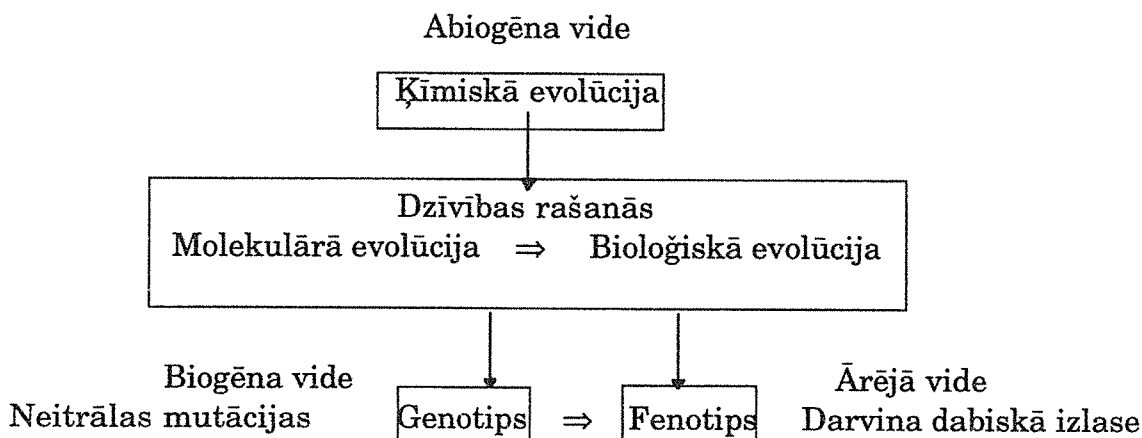 Abiogēna vide
Ķīmiskā evolūcija
Dzīvības rašanās
Molekulārā evolūcija ⇒ Bioloǧiskā evolūcija
Biogēna vide
Ārējā vide
Neitrālas mutācijas Genotips ⇒ Fenotips Darvina dabiskā izlase